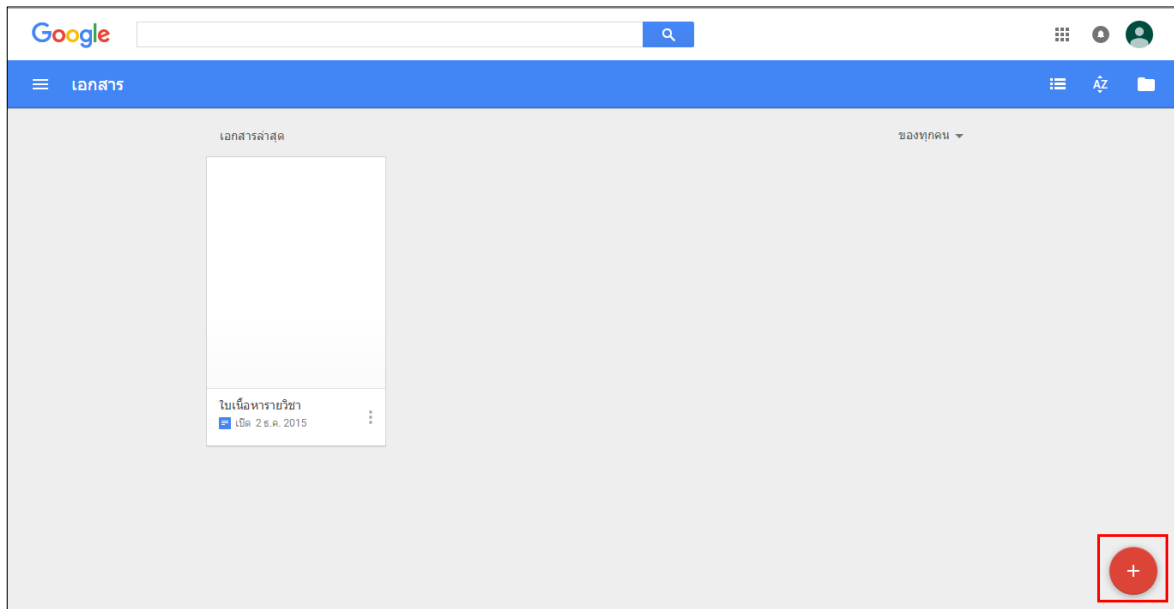 Google
เอกสาร
AZ
เอกสารล่าสุด
ของทุกคน
ใบเนื้อหารายวิชา
เปิด 2 ธ.ค. 2015
+